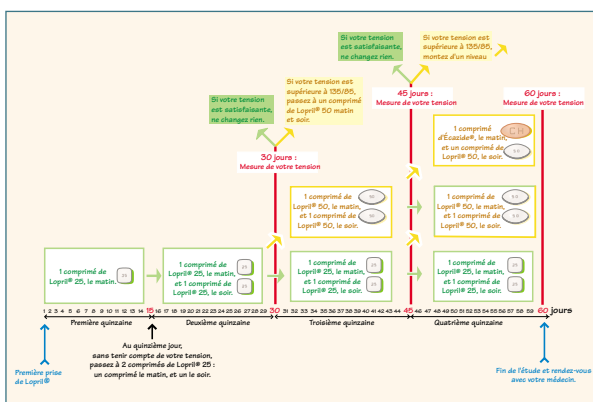 Si votre tension
est satisfaisante,
ne changez rien.
Si votre tension est
supérieure à 135/85,
montez d'un niveau
Si votre tension
est satisfaisante,
ne changez rien.
Si votre tension est
supérieure à 135/85,
passez à un comprimé
de Lopril® 50 matin
et soir.
45 jours :
Mesure de votre tension
60 jours :
Mesure de votre tension
30 jours :
Mesure de votre tension
1 comprimé
d'Écazide®, le matin,
et un comprimé de
Lopril® 50, le soir.
1 comprimé de
Lopril® 50, le matin,
et 1 comprimé de
Lopril® 50, le soir.
1 comprimé de
Lopril® 50, le matin,
et 1 comprimé de
Lopril® 50, le soir.
1 comprimé de
Lopril® 25, le matin.
25
1 comprimé de
Lopril® 25, le matin,
et 1 comprimé de
Lopril® 25, le soir.
25
25
1 comprimé de
Lopril® 25, le matin,
et 1 comprimé de
Lopril® 25, le soir.
25
25
1 comprimé de
Lopril® 25, le matin,
et 1 comprimé de
Lopril® 25, le soir.
25
25
1 2 3 4 5 6 7 8 9 10 11 12 13 14 15 16 17 18 19 20 21 22 23 24 25 26 27 28 29 30 31 32 33 34 35 36 37 38 39 40 41 42 43 44 45 46 47 48 49 50 51 52 53 54 55 56 57 58 59 60 jours
Première quinzaine
Deuxième quinzaine
Troisième quinzaine
Quatrième quinzaine
Première prise
de Lopril®
Au quinzième jour,
sans tenir compte de votre tension,
passez à 2 comprimés de Lopril® 25 :
un comprimé le matin, et un le soir.
Fin de l'étude et rendez-vous
avec votre médecin.